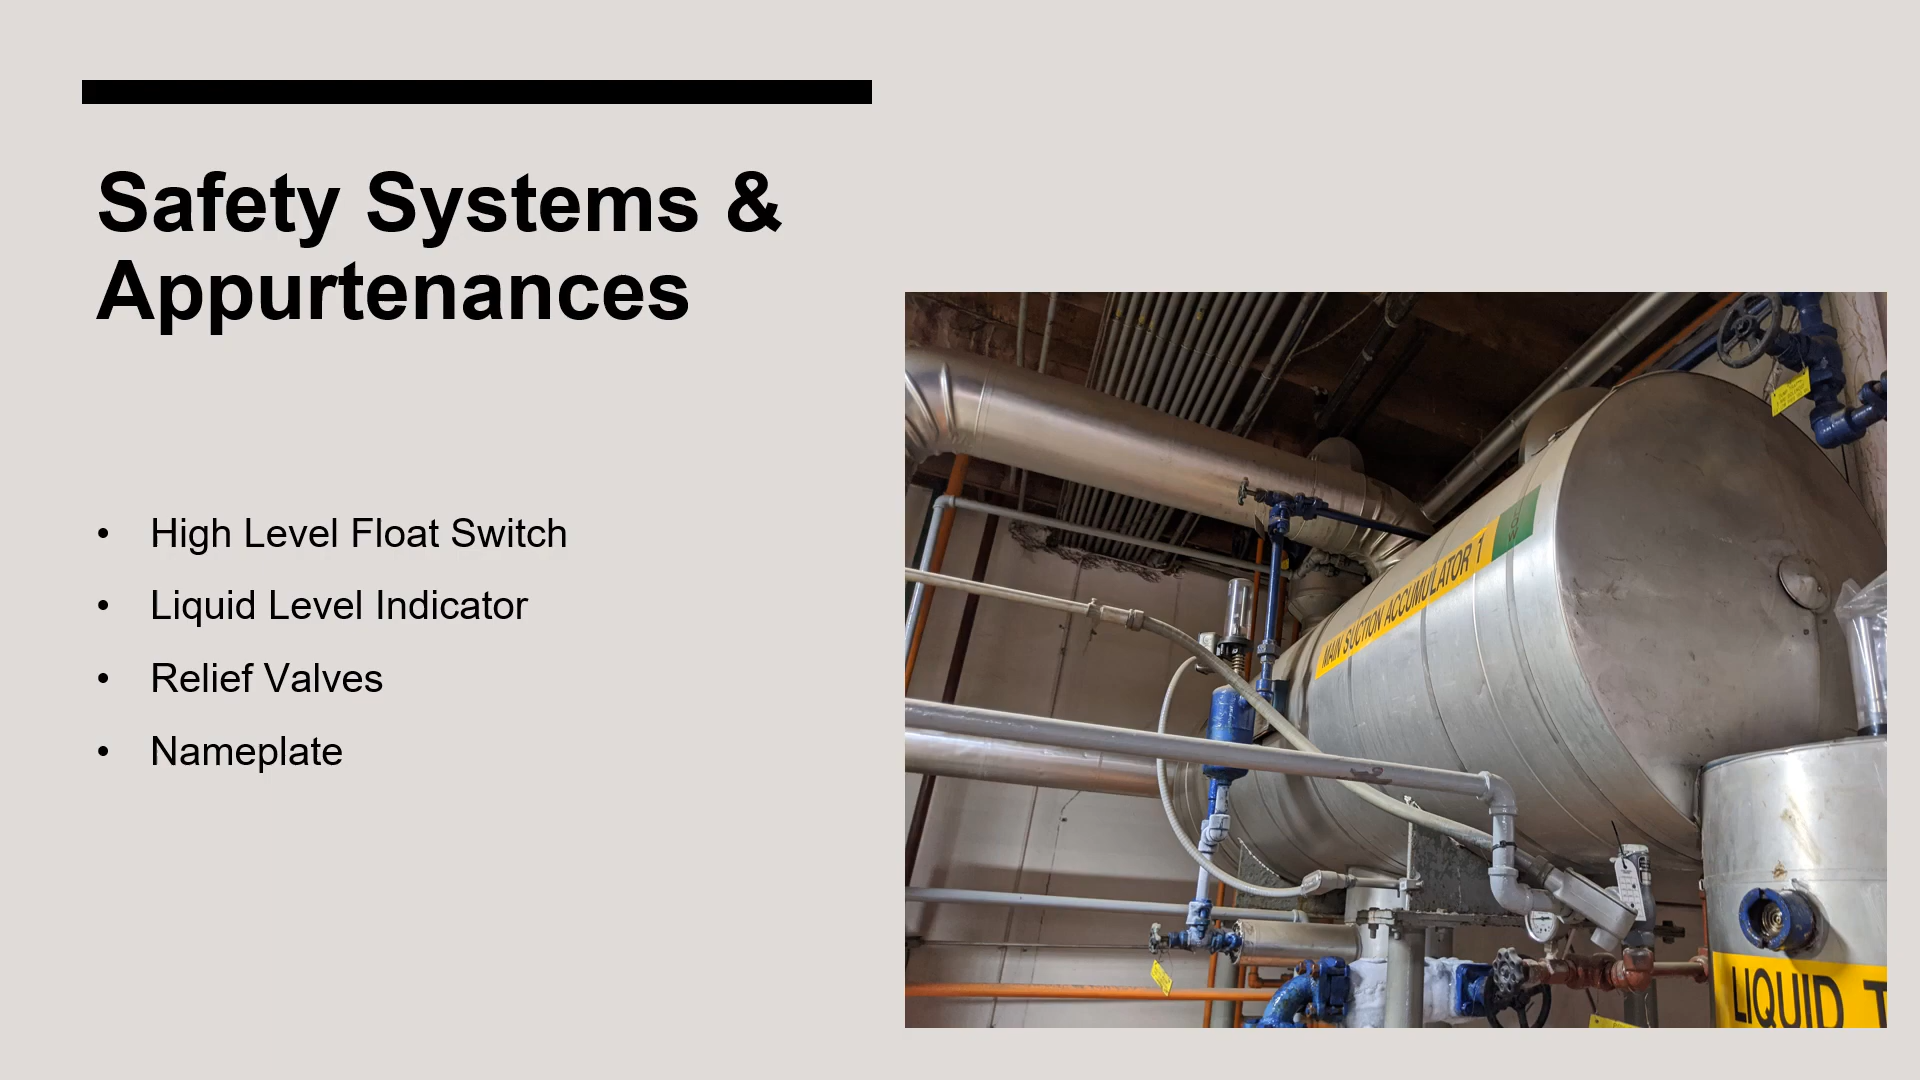 Safety Systems &
Appurtenances
• High Level Float Switch
• Liquid Level Indicator
• Relief Valves
• Nameplate
MAIN SUCTION ACCUMULATOR 1
LIQUID T